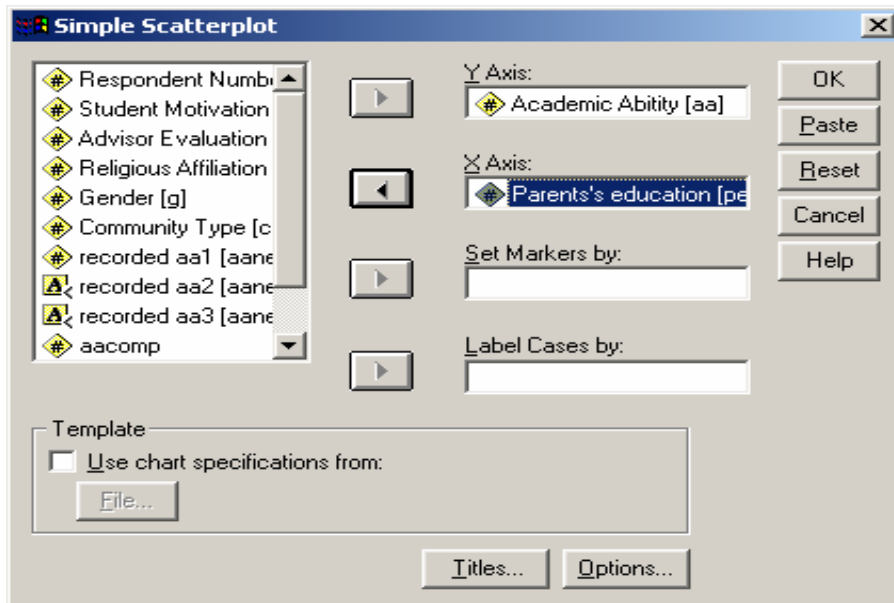 Simple Scatterplot
Respondent Numbe
Student Motivation
Advisor Evaluation
Religious Affiliation
Gender [g]
Community Type [c
recorded aa1 [aane
recorded aa2 [aane
recorded aa3 [aane
aacomp
Y Axis:
Academic Abitity [aa]
X Axis:
Parents's education [pe
Set Markers by:
Label Cases by:
OK
Paste
Reset
Cancel
Help
Template
Use chart specifications from:
File...
Titles...
Options...